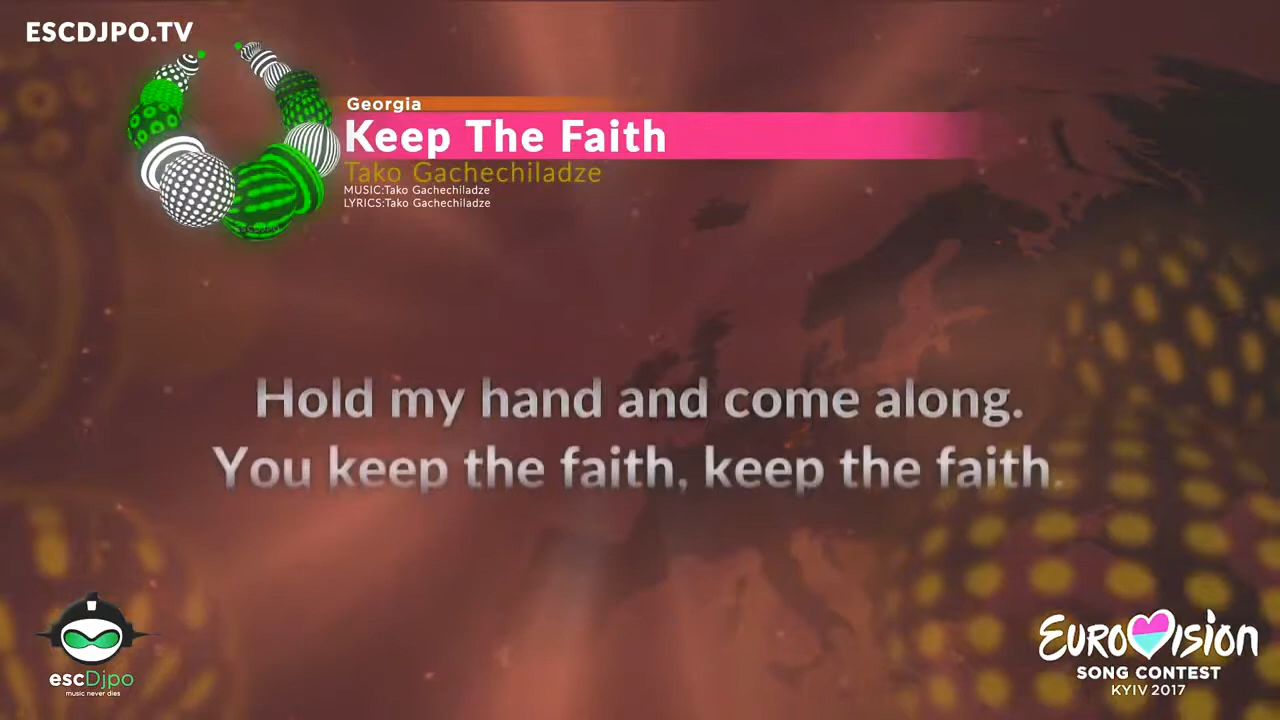 ESCDJPO.TV
Georgia
Keep The Faith
Tako Gachechiladze
MUSIC:Tako Gachechiladze
LYRICS:Tako Gachechiladze
Hold my hand and come along.
You keep the faith, keep the faith.
escDjpo
music never dies
EUROVISION
SONG CONTEST
KYIV 2017